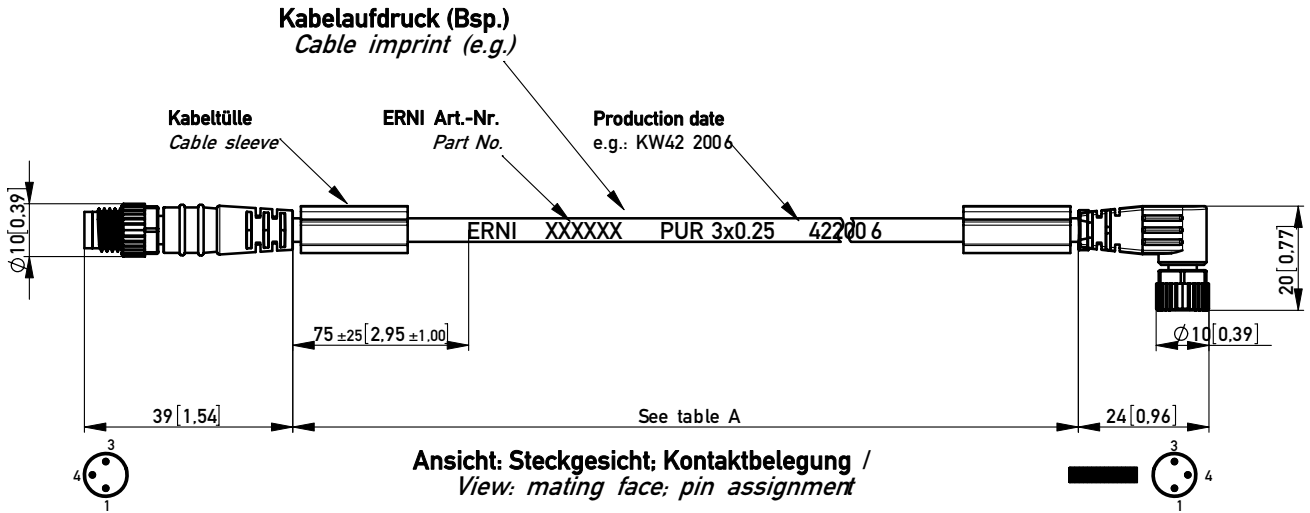 Kabelaufdruck (Bsp.)
Cable imprint (e.g.)
Kabeltülle
Cable sleeve
ERNI Art.-Nr.
Part No.
Production date
e.g.: KW42 2006
Ø10[0,39]
ERNI XXXXXX PUR 3x0.25 422006
20[0,77]
75 ±25[2,95 ±1,00]
Ø10[0,39]
39[1,54]
See table A
24[0,96]
3
4
1
Ansicht: Steckgesicht; Kontaktbelegung /
View: mating face; pin assignment
3
4
1